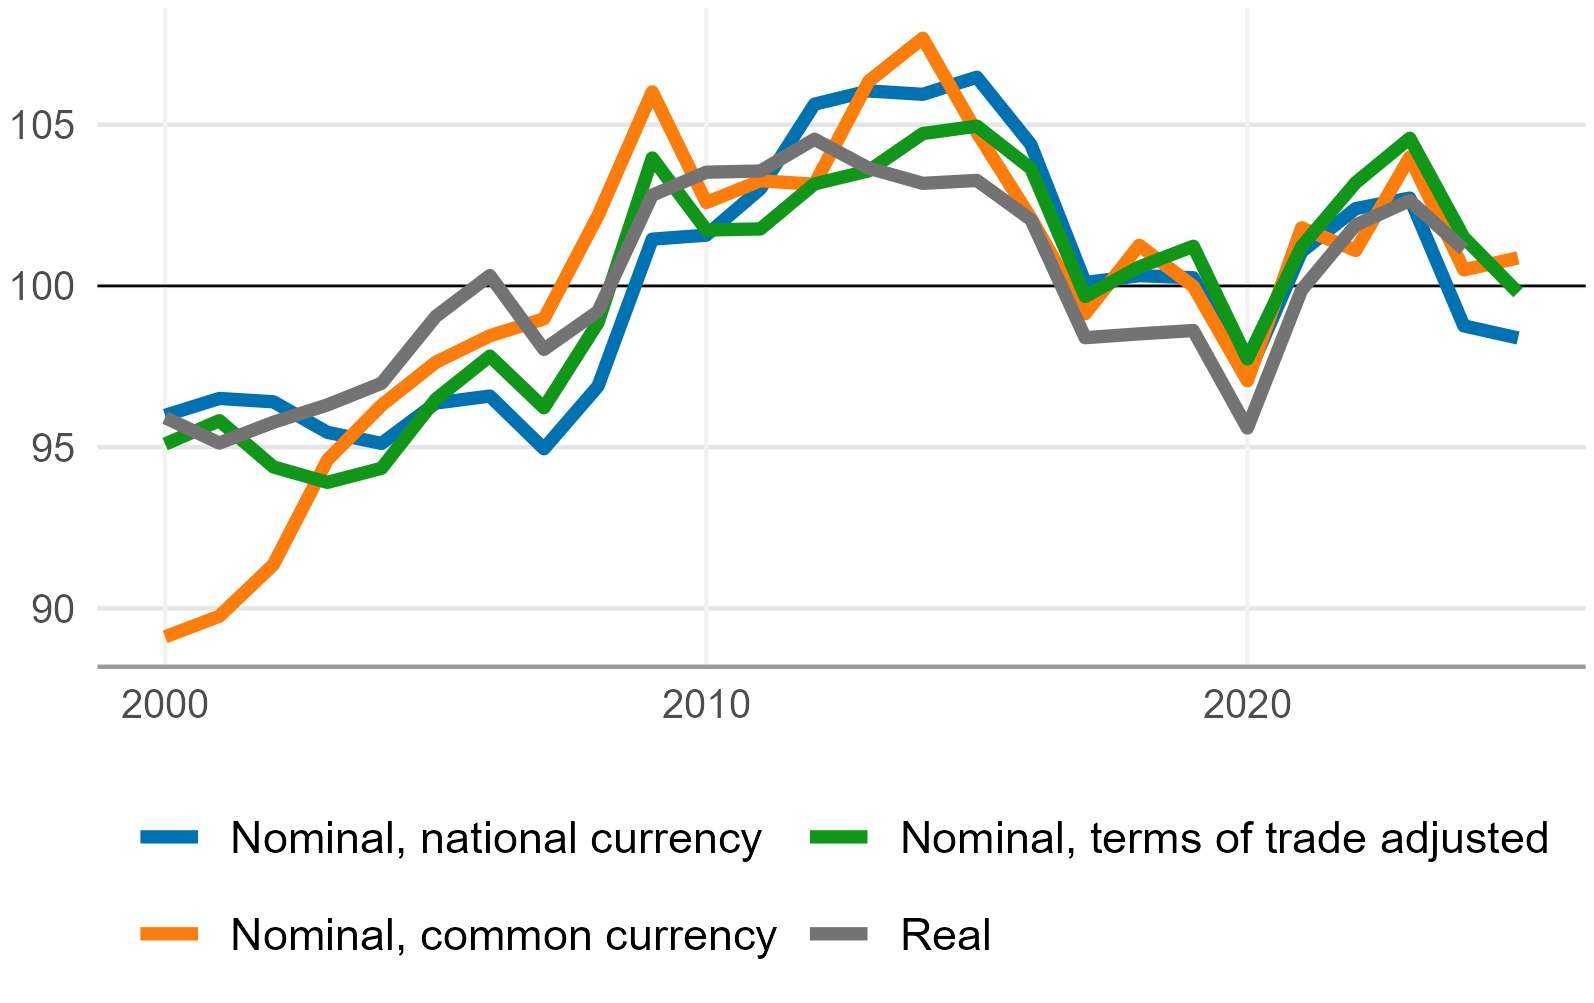 105
100
95
90
2000 2010 2020
Nominal, national currency Nominal, terms of trade adjusted
Nominal, common currency Real